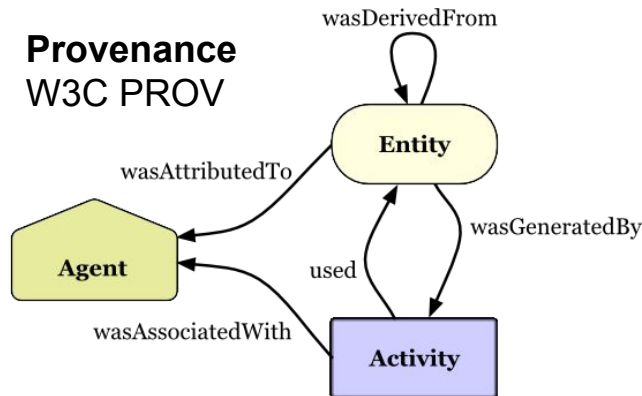 wasDerivedFrom
Provenance
W3C PROV
Entity
wasAttributedTo
wasGeneratedBy
Agent
used
wasAssociatedWith
Activity